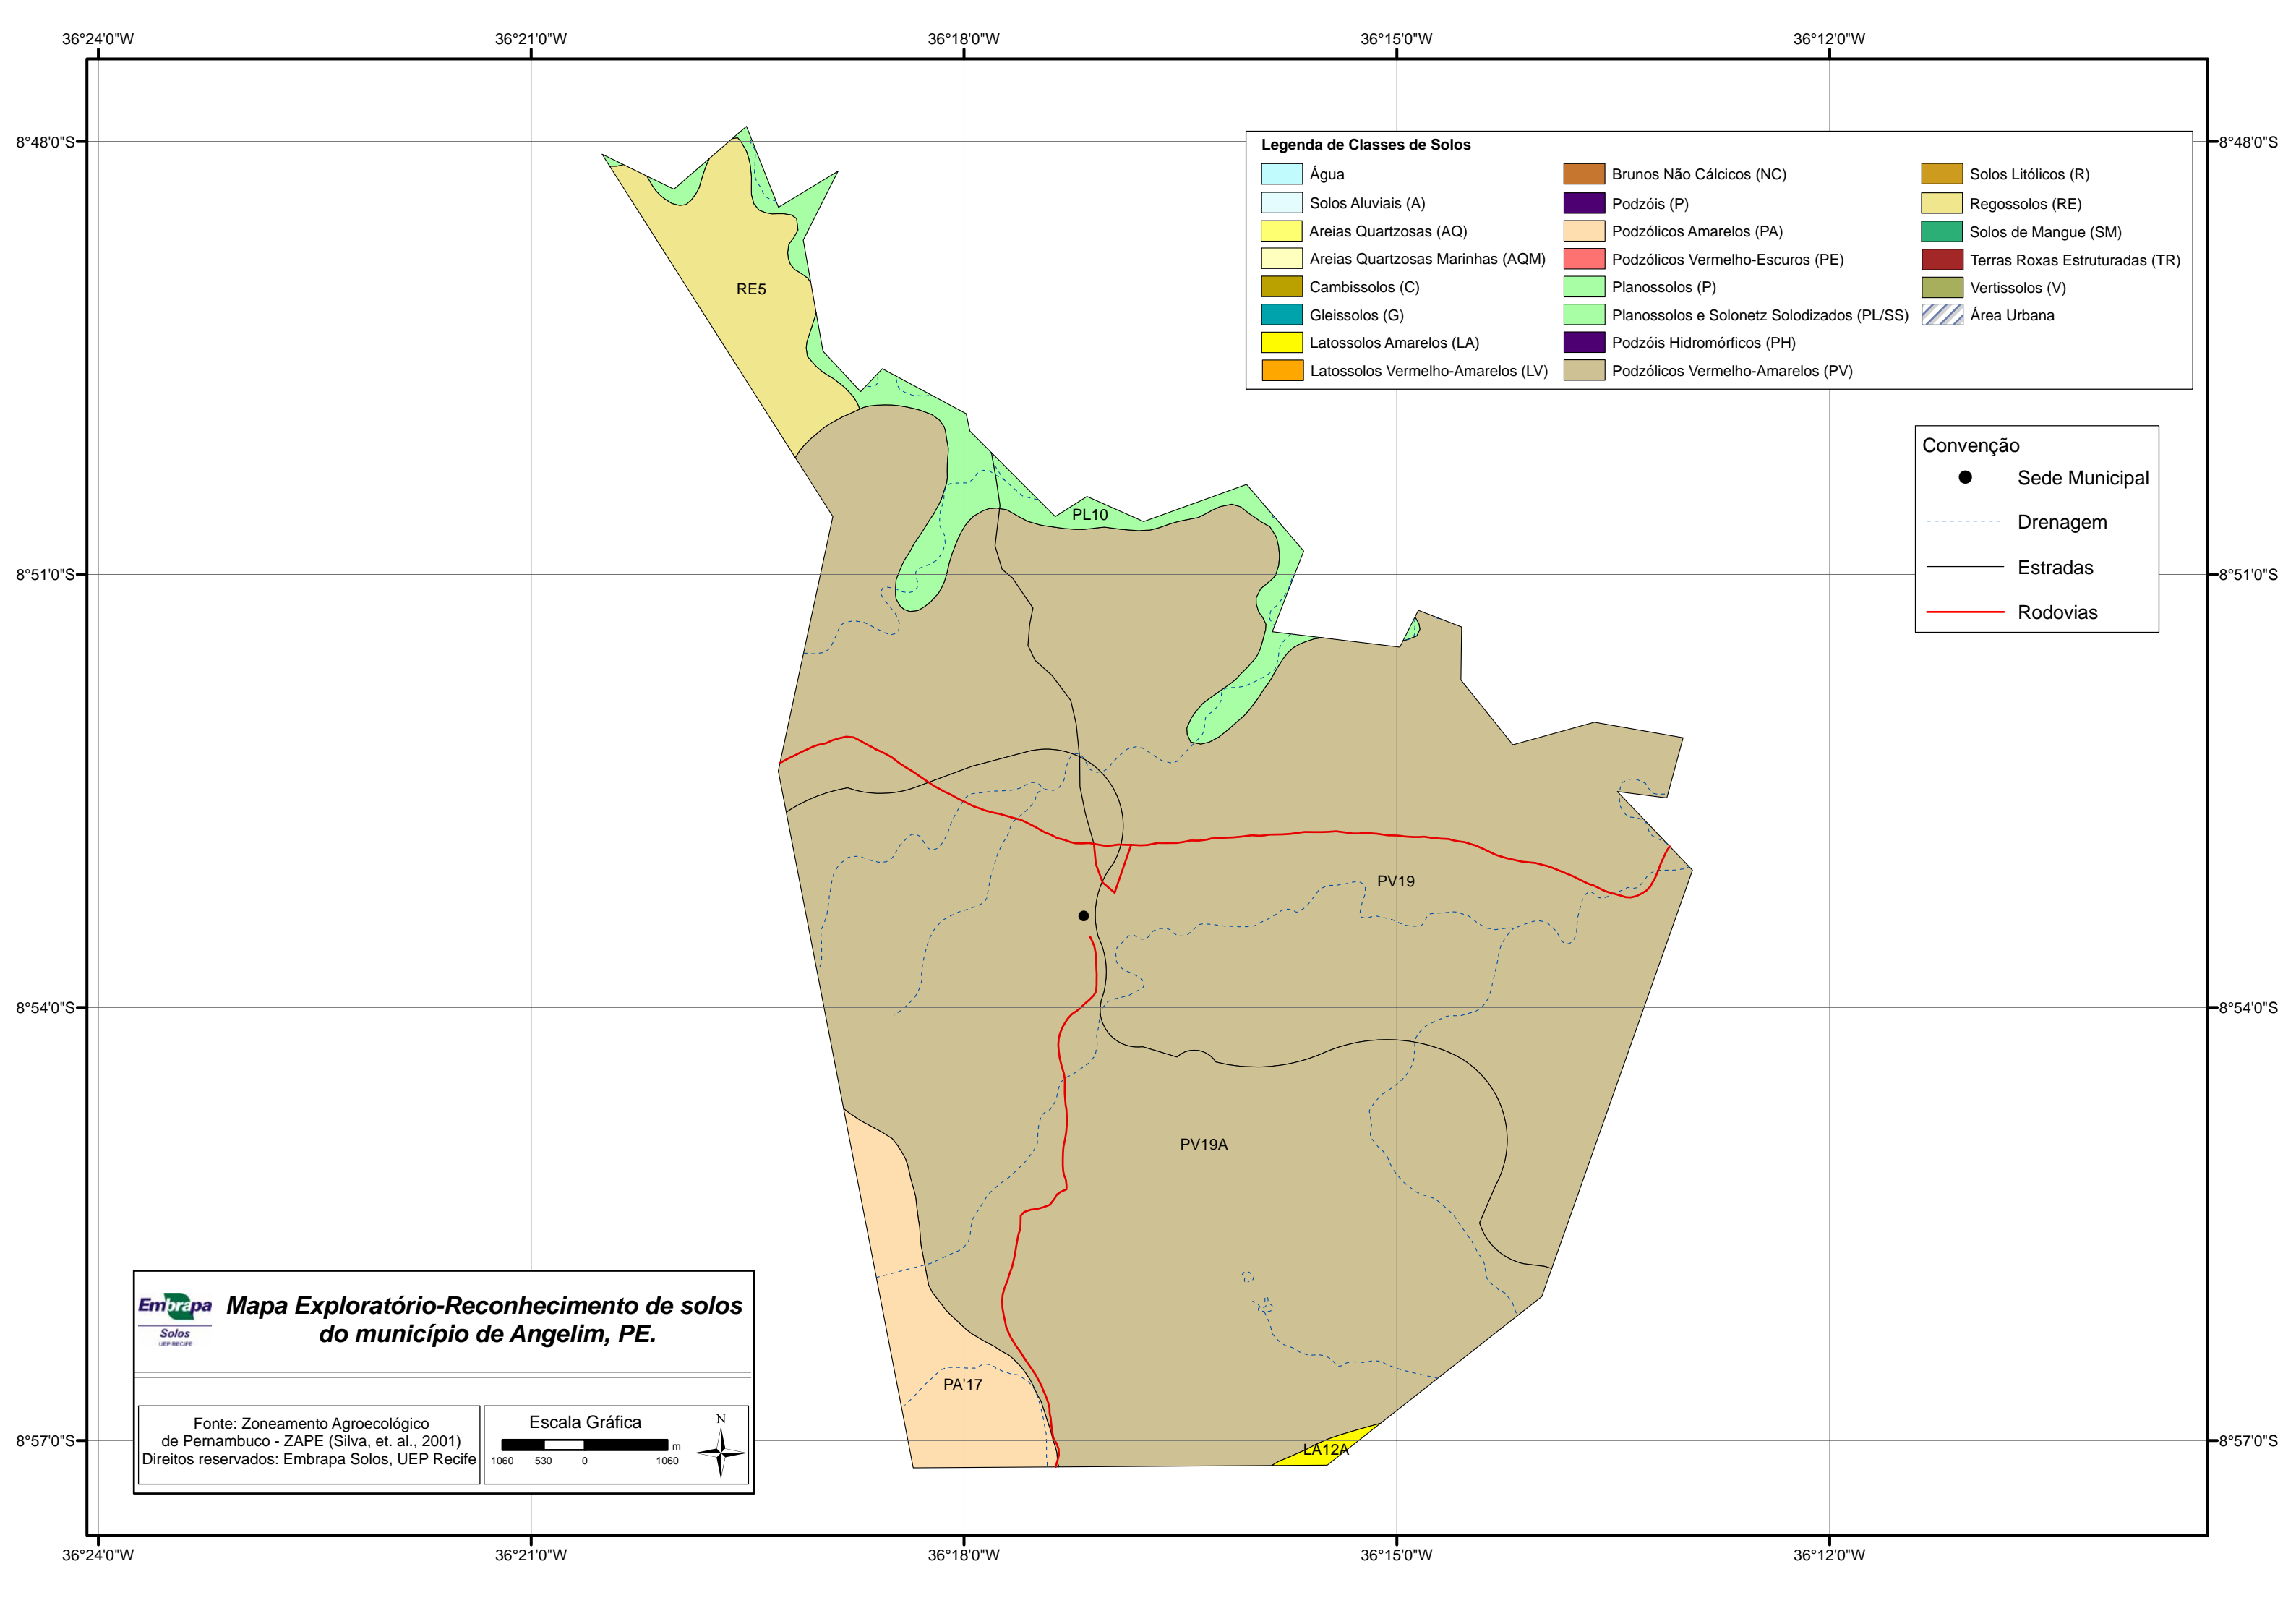 36°24'0"W
36°21'0"W
36°18'0"W
36°15'0"W
36°12'0"W
8°48'0"S
8°48'0"S
Legenda de Classes de Solos
Água
Solos Aluviais (A)
Areias Quartzosas (AQ)
Areias Quartzosas Marinhas (AQM)
Cambissolos (C)
Gleissolos (G)
Latossolos Amarelos (LA)
Latossolos Vermelho-Amarelos (LV)
Brunos Não Cálcicos (NC)
Podzóis (P)
Podzólicos Amarelos (PA)
Podzólicos Vermelho-Escuros (PE)
Planossolos (P)
Planossolos e Solonetz Solodizados (PL/SS)
Podzóis Hidromórficos (PH)
Podzólicos Vermelho-Amarelos (PV)
Solos Litólicos (R)
Regossolos (RE)
Solos de Mangue (SM)
Terras Roxas Estruturadas (TR)
Vertissolos (V)
Área Urbana
RE5
Convenção
Sede Municipal
Drenagem
Estradas
Rodovias
PL10
8°51'0"S
8°51'0"S
PV19
8°54'0"S
8°54'0"S
PV19A
PA 17
LA12A
8°57'0"S
8°57'0"S
Embrapa
Solos
UEP RECIFE
Mapa Exploratório-Reconhecimento de solos
do município de Angelim, PE.
Fonte: Zoneamento Agroecológico
de Pernambuco - ZAPE (Silva, et. al., 2001)
Direitos reservados: Embrapa Solos, UEP Recife
Escala Gráfica
m
1060 530 0 1060
N
36°24'0"W
36°21'0"W
36°18'0"W
36°15'0"W
36°12'0"W